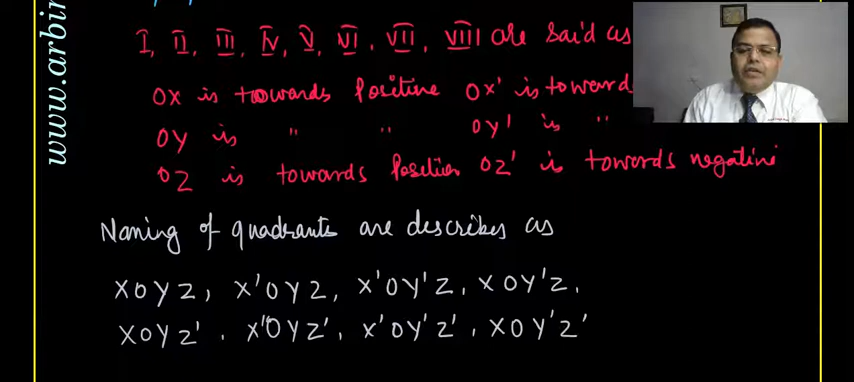 www.arbin
I, II, III, IV, V, VI, VII, VIII are said as
OX is towards Positive OX' is toward
OY is " " OY' is "
OZ is towards Position OZ' is towards negative
Naming of quadrants are describes as
XOYZ, X'OYZ, X'OY'Z, XOY'Z,
XOYZ', X'OYZ', X'OY'Z', XOY'Z'